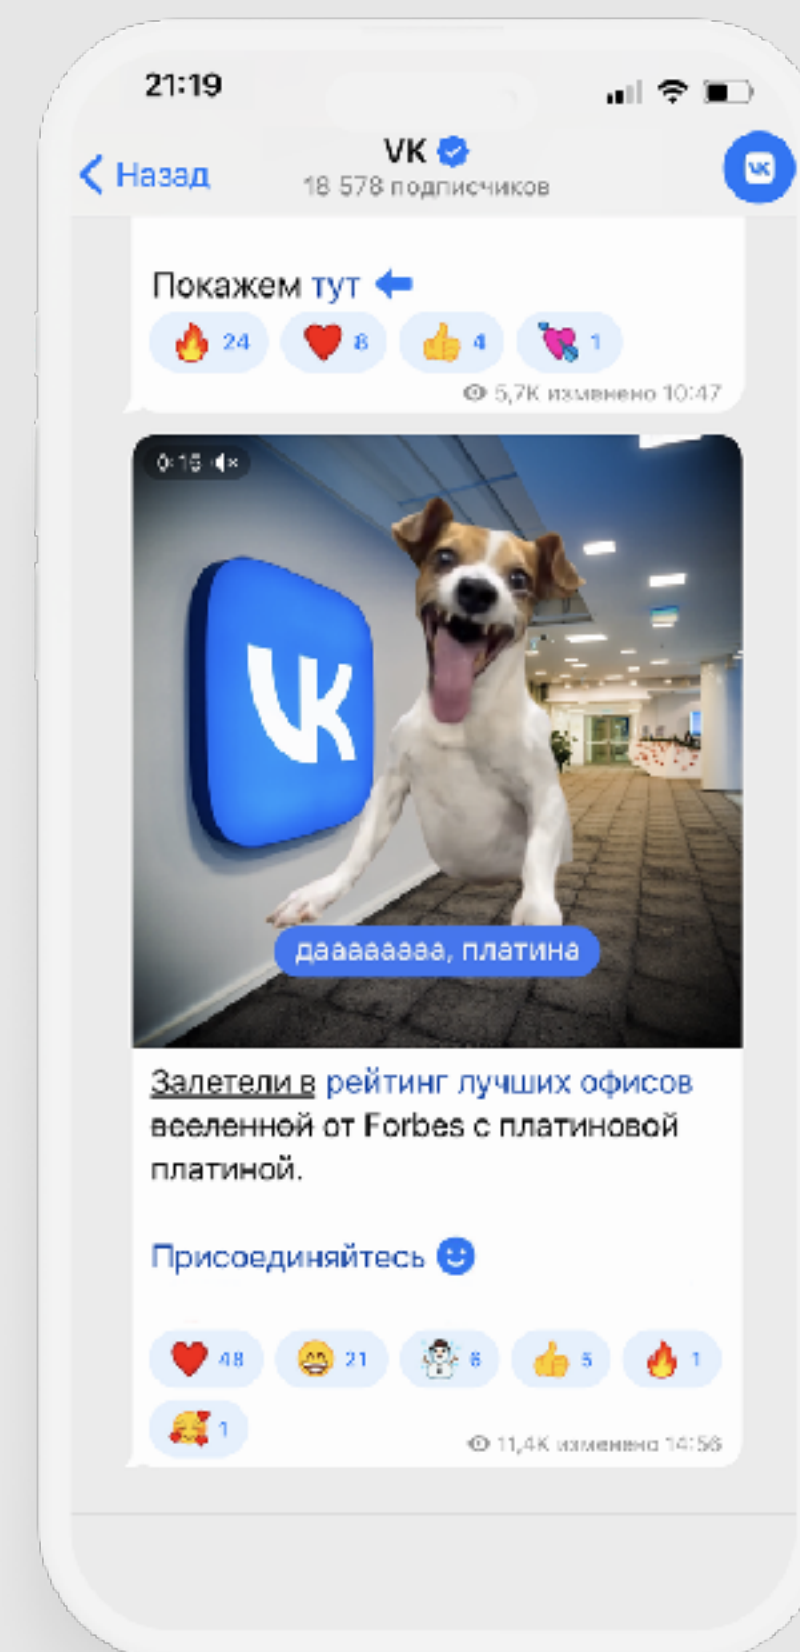 21:19
VK
Назад
18 578 подписчиков
Покажем тут
24 8 4 1
5,7K изменено 10:47
0:15
VK
дааааааааа, платина
Залетели в рейтинг лучших офисов
вселенной от Forbes с платиновой
платиной.
Присоединяйтесь
48 21 6 5 1
1
11,4K изменено 14:56